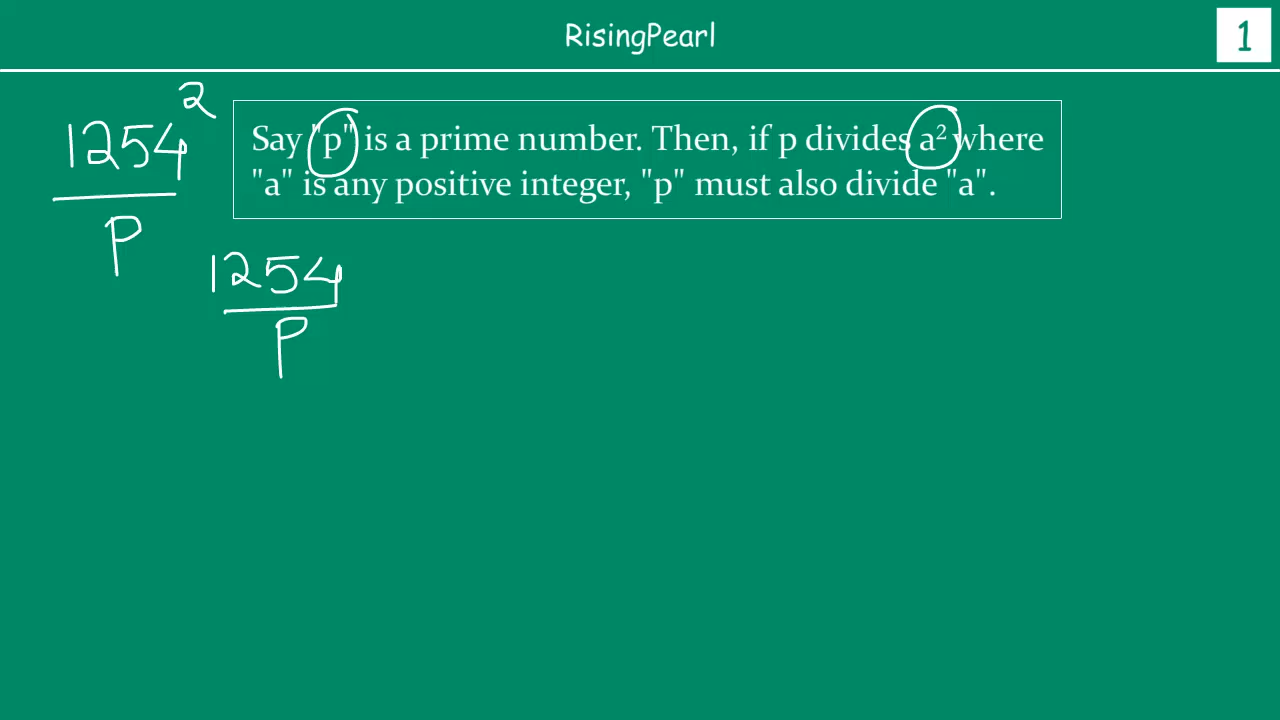 RisingPearl
1
1254²
P
Say "p" is a prime number. Then, if p divides a² where
"a" is any positive integer, "p" must also divide "a".
1254
P